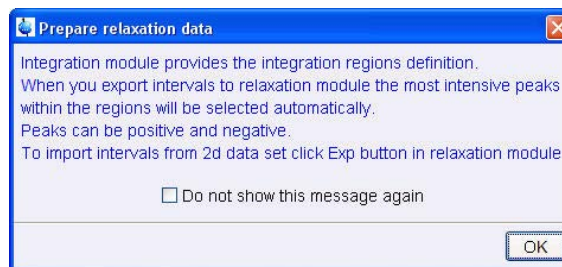 Prepare relaxation data
Integration module provides the integration regions definition.
When you export intervals to relaxation module the most intensive peaks
within the regions will be selected automatically.
Peaks can be positive and negative.
To import intervals from 2d data set click Exp button in relaxation module
Do not show this message again
OK